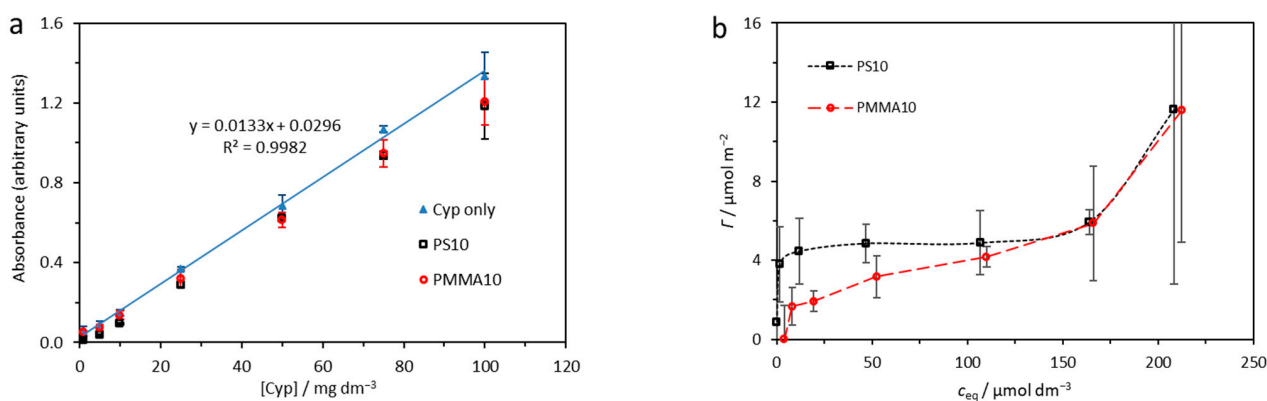 a
Absorbance (arbitrary units)
1.6
1.2
0.8
0.4
0.0
y = 0.0133x + 0.0296
R² = 0.9982
Cyp only
PS10
PMMA10
0 20 40 60 80 100 120
[Cyp] / mg dm⁻³
b
Γ / µmol m⁻²
16
12
8
4
0
PS10
PMMA10
0 50 100 150 200 250
c_eq / µmol dm⁻³